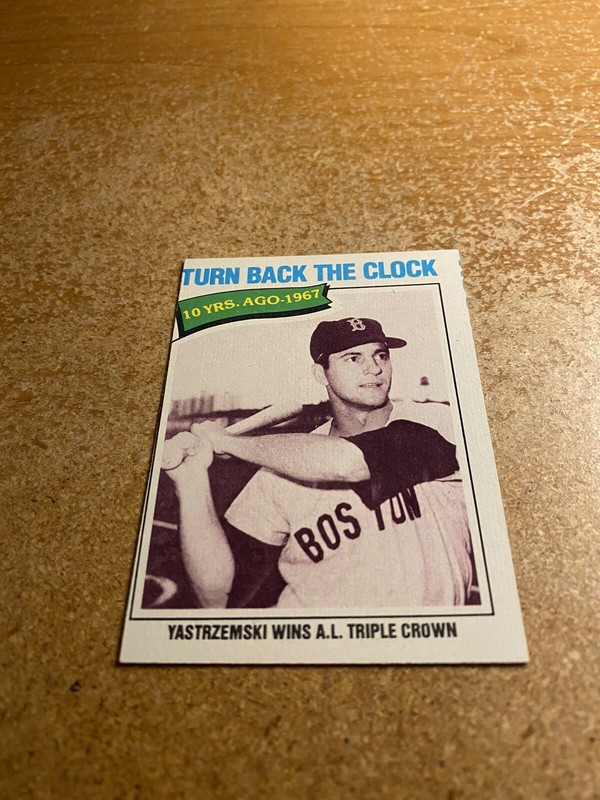 TURN BACK THE CLOCK
10 YRS. AGO-1967
B
BOSTON
YASTRZEMSKI WINS A.L. TRIPLE CROWN